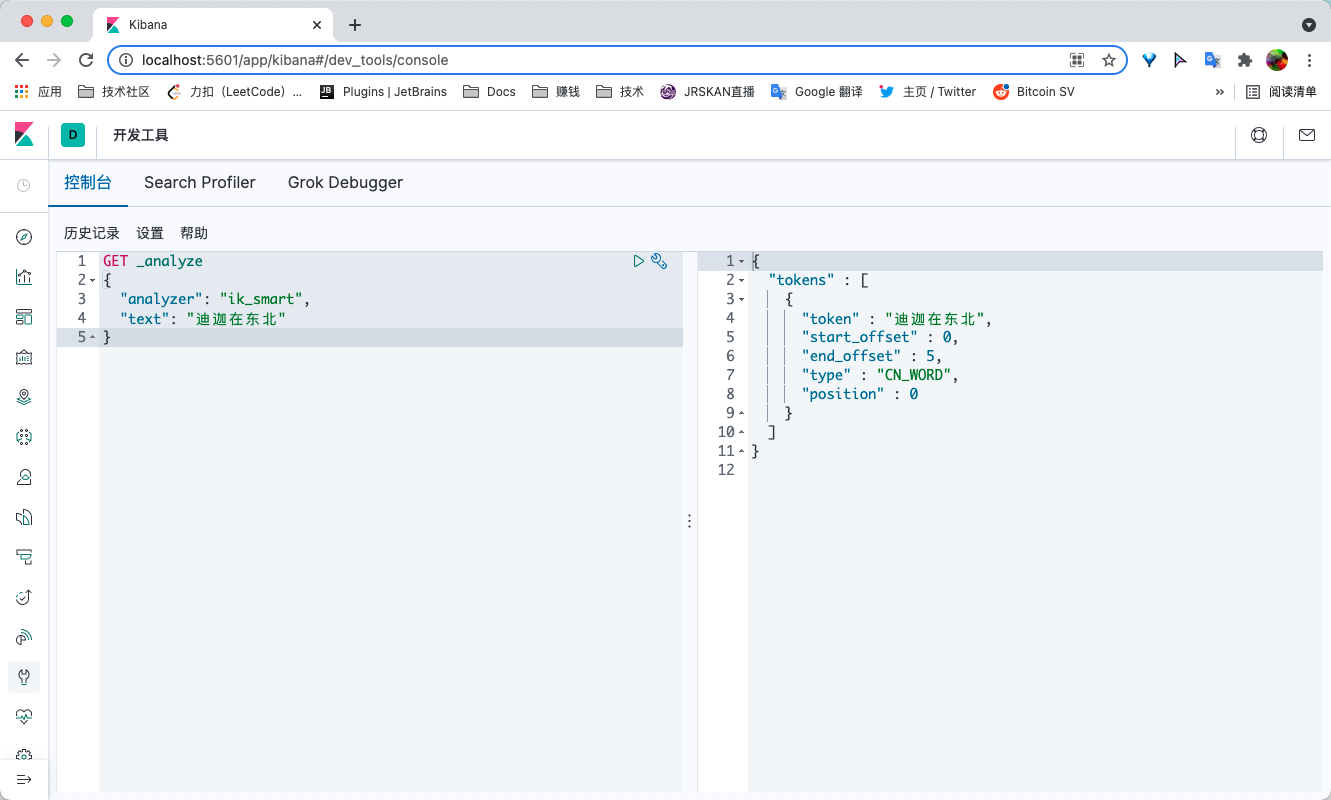 Kibana
localhost:5601/app/kibana#/dev_tools/console
应用 技术社区 力扣（LeetCode）... Plugins | JetBrains Docs 赚钱 技术 JRSKAN直播 Google 翻译 主页 / Twitter Bitcoin SV » 阅读清单
D 开发工具
控制台 Search Profiler Grok Debugger
历史记录 设置 帮助
1 GET _analyze
2 {
3 "analyzer": "ik_smart",
4 "text": "迪迦在东北"
5 }
1 {
2 "tokens" : [
3 {
4 "token" : "迪迦在东北",
5 "start_offset" : 0,
6 "end_offset" : 5,
7 "type" : "CN_WORD",
8 "position" : 0
9 }
10 ]
11 }
12